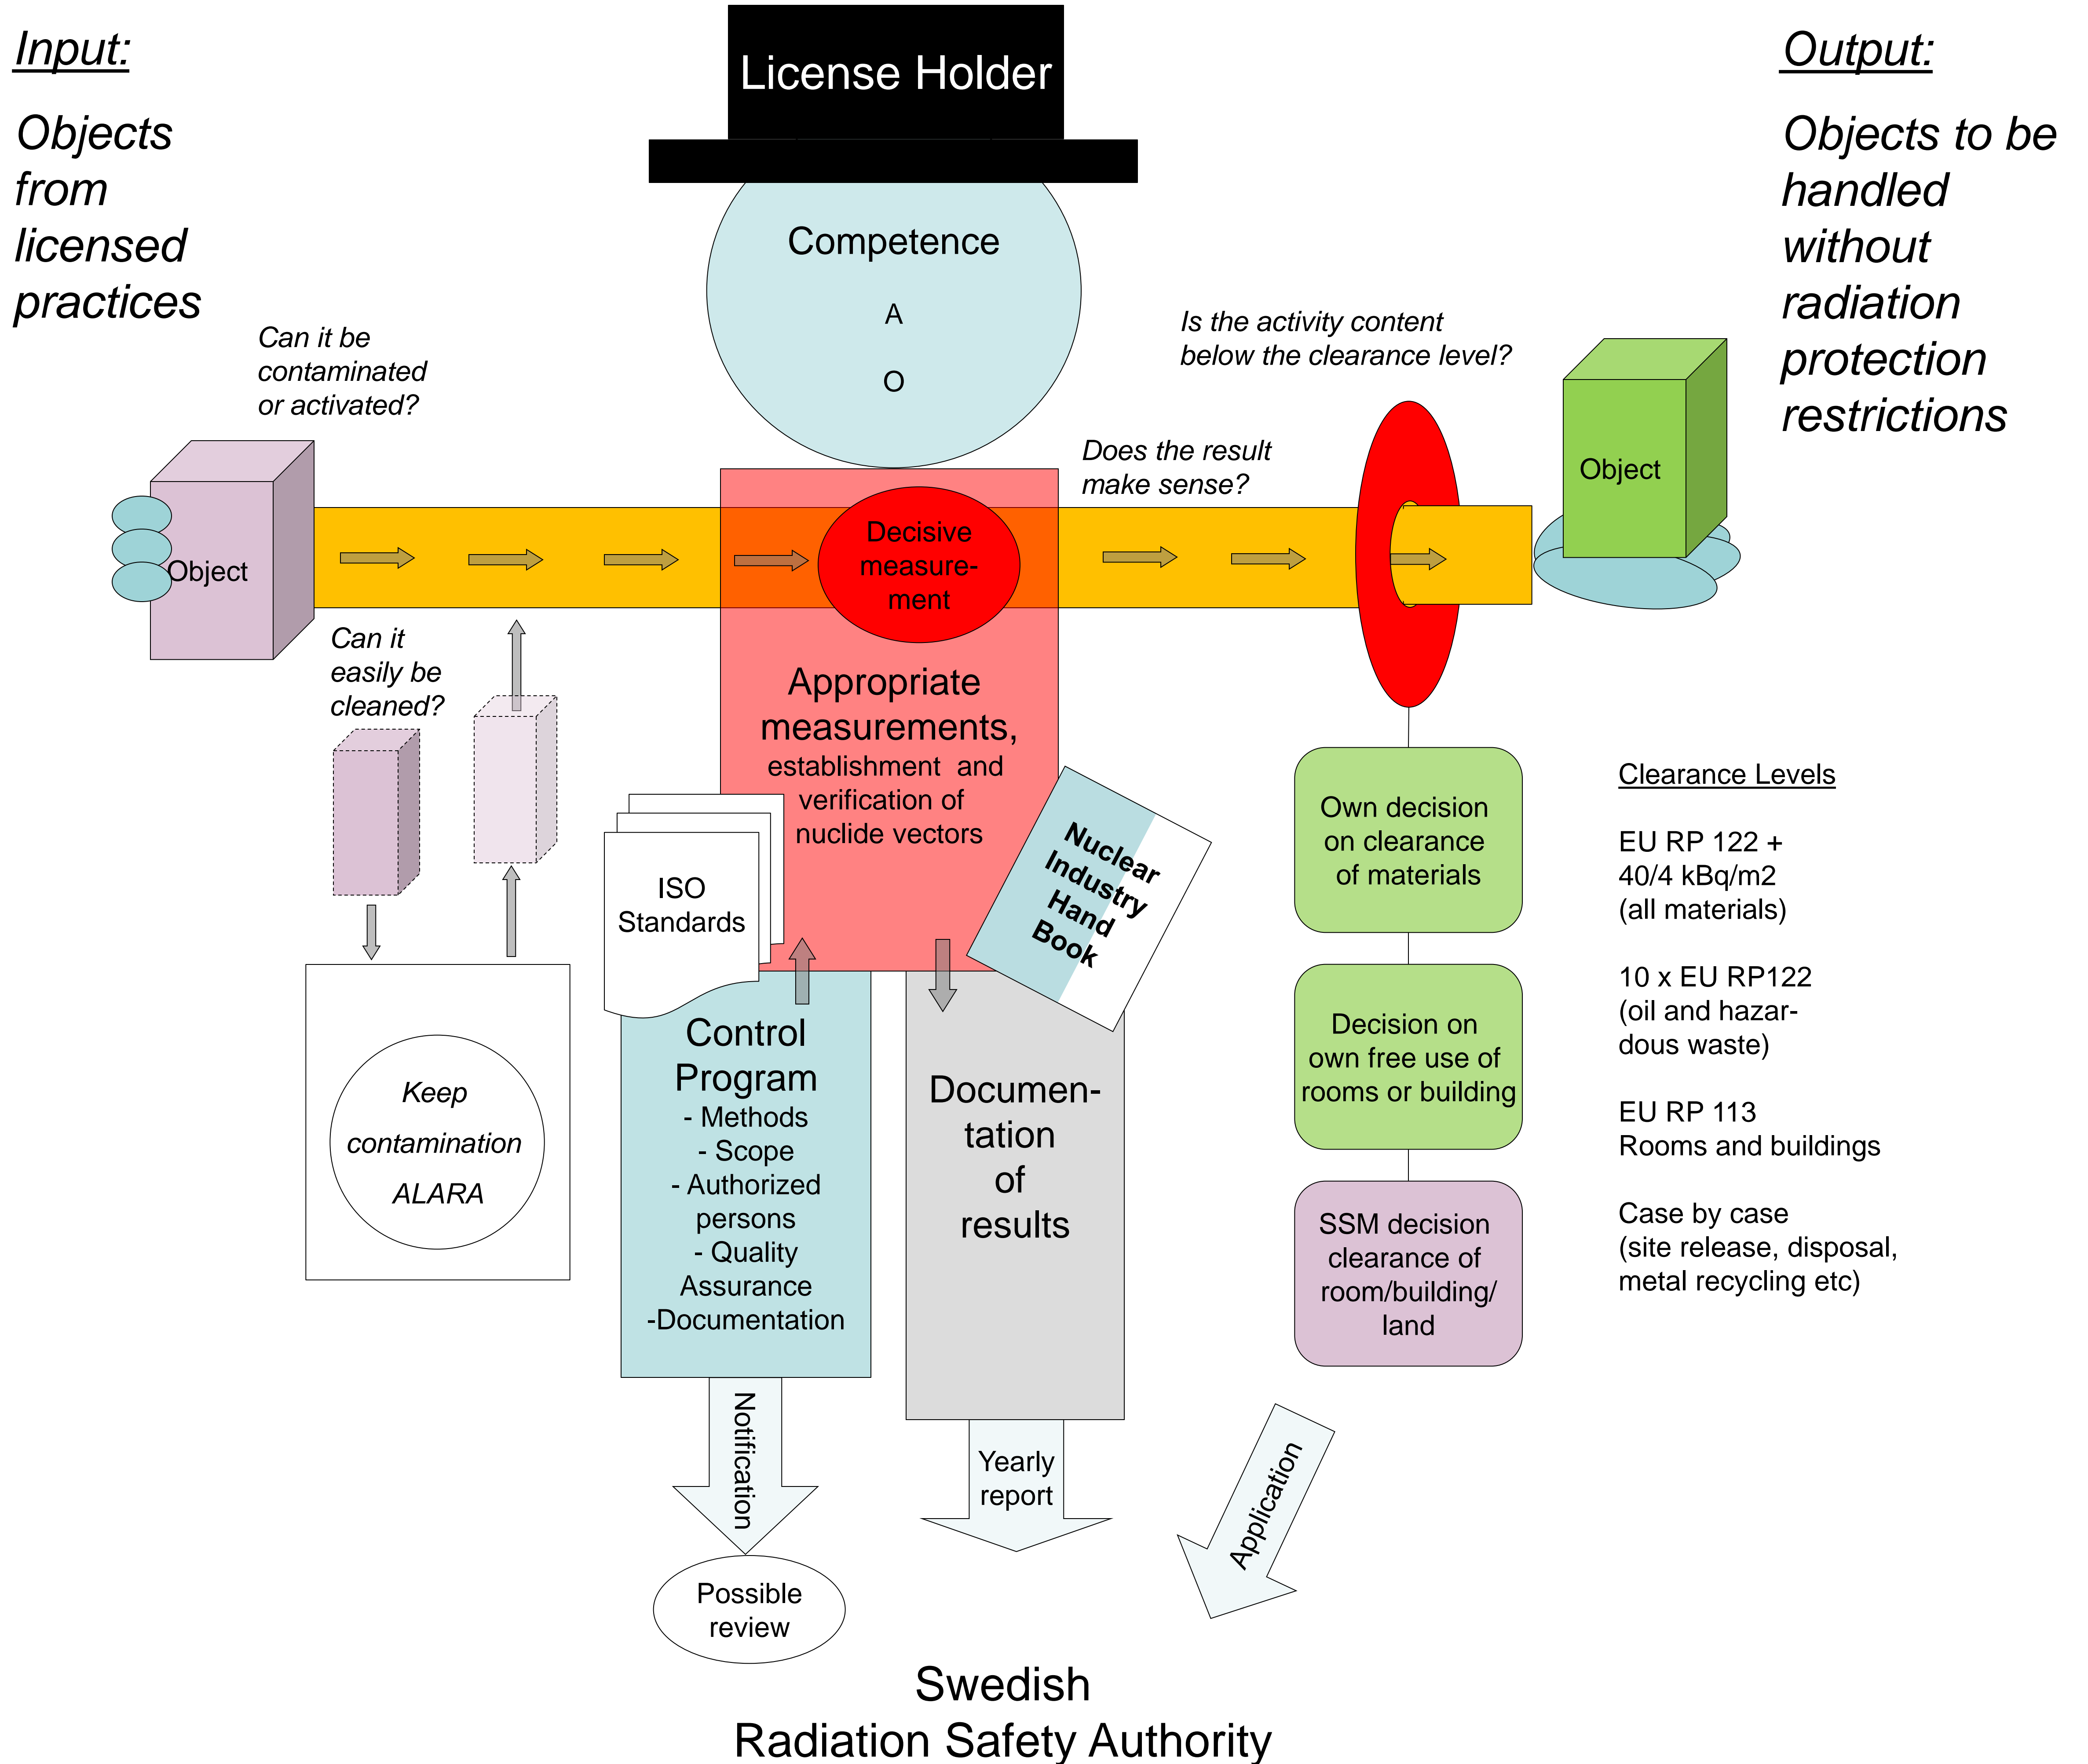 Input:
Objects
from
licensed
practices
License Holder
Competence
A
O
Output:
Objects to be
handled
without
radiation
protection
restrictions
Can it be
contaminated
or activated?
Is the activity content
below the clearance level?
Does the result
make sense?
Object
Decisive
measure-
ment
Object
Can it
easily be
cleaned?
Appropriate
measurements,
establishment and
verification of
nuclide vectors
ISO
Standards
Nuclear
Industry
Hand
Book
Keep
contamination
ALARA
Control
Program
- Methods
- Scope
- Authorized
persons
- Quality
Assurance
-Documentation
Documen-
tation
of
results
Own decision
on clearance
of materials
Decision on
own free use of
rooms or building
SSM decision
clearance of
room/building/
land
Clearance Levels
EU RP 122 +
40/4 kBq/m2
(all materials)
10 x EU RP122
(oil and hazar-
dous waste)
EU RP 113
Rooms and buildings
Case by case
(site release, disposal,
metal recycling etc)
Notification
Yearly
report
Application
Possible
review
Swedish
Radiation Safety Authority